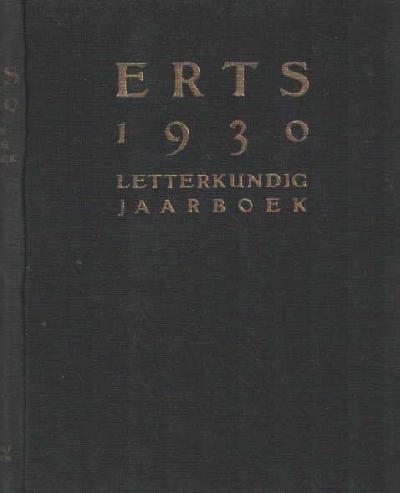 ERTS
1930
LETTERKUNDIG
JAARBOEK